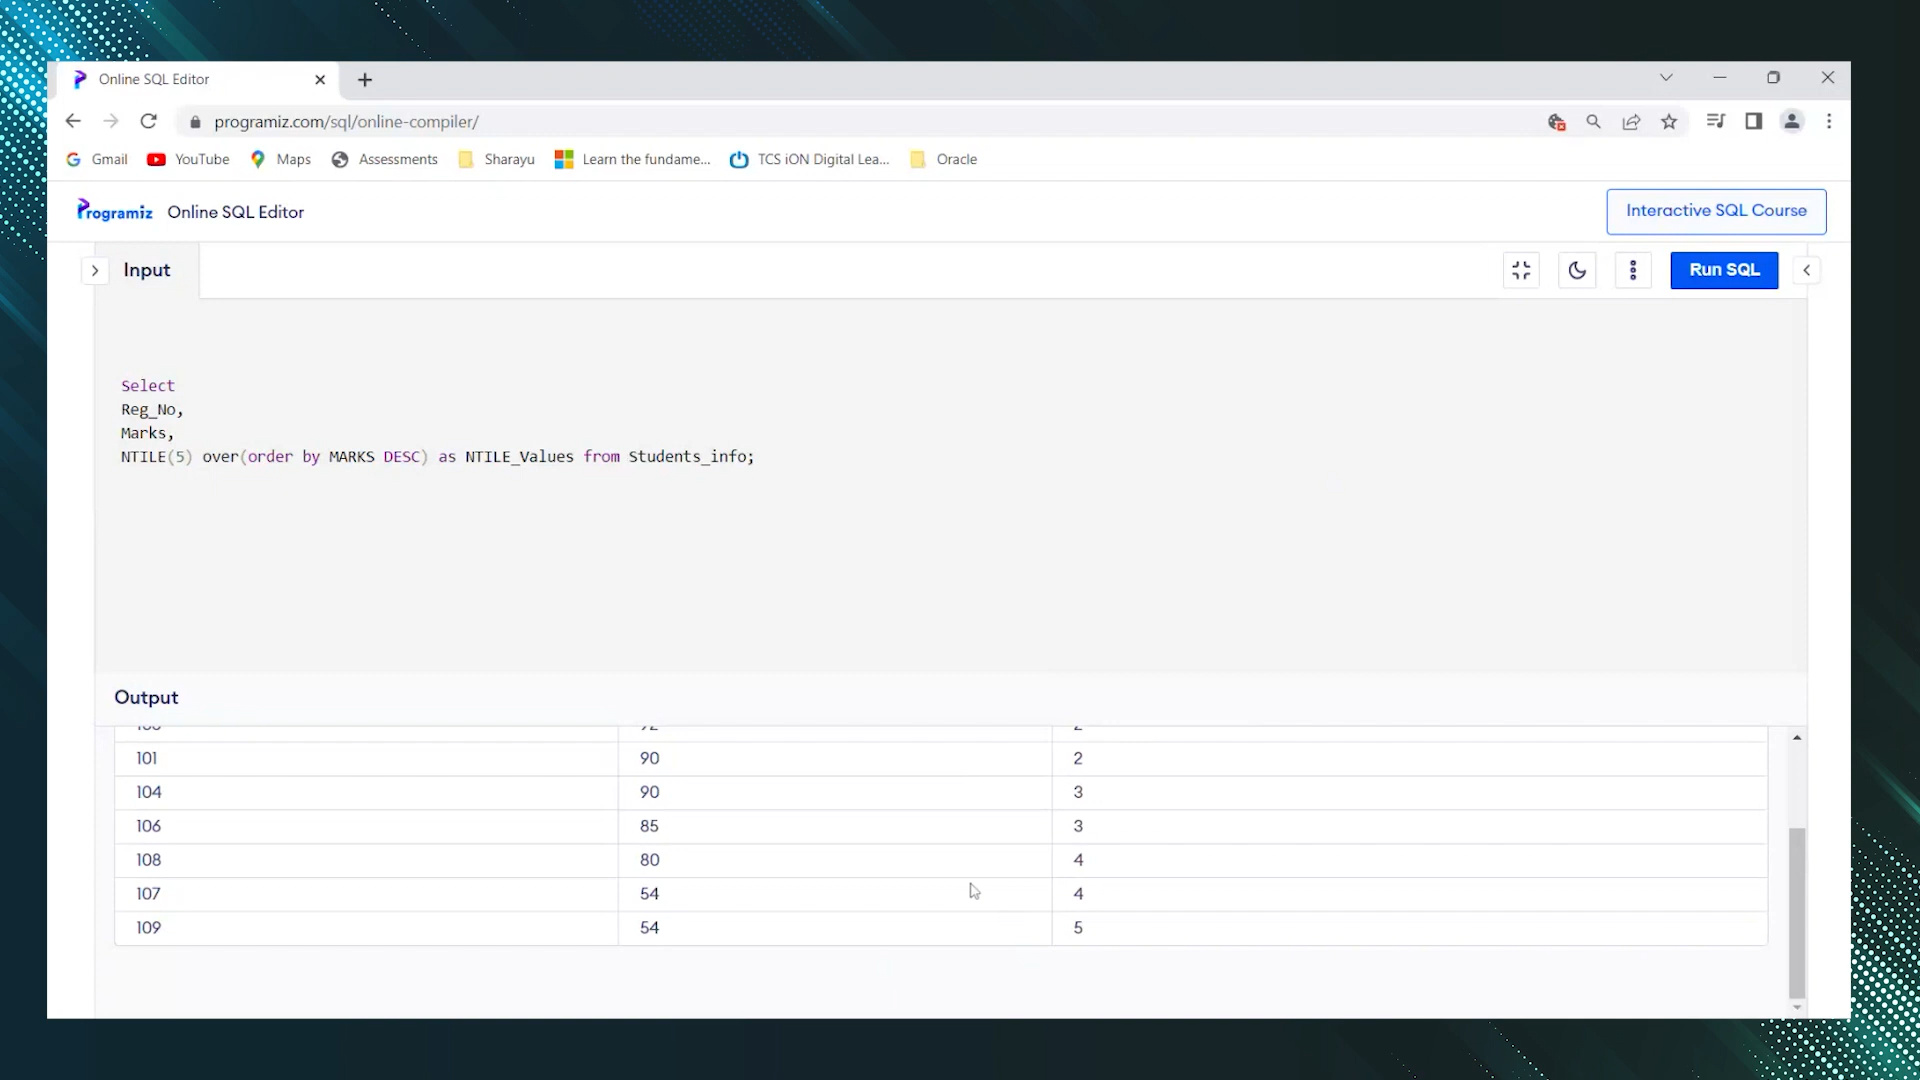 Online SQL Editor
programiz.com/sql/online-compiler/
Gmail YouTube Maps Assessments Sharayu Learn the fundame... TCS iON Digital Lea... Oracle
Programiz Online SQL Editor Interactive SQL Course
Input Run SQL
Select
Reg_No,
Marks,
NTILE(5) over(order by MARKS DESC) as NTILE_Values from Students_info;
Output
101 90 2
104 90 3
106 85 3
108 80 4
107 54 4
109 54 5